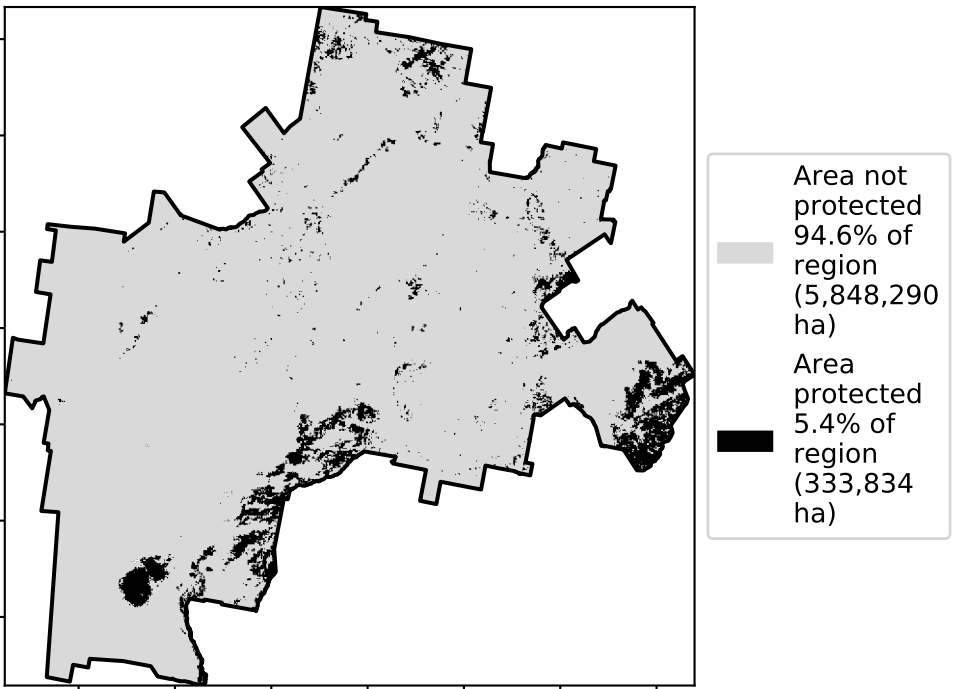 Area not
protected
94.6% of
region
(5,848,290
ha)
Area
protected
5.4% of
region
(333,834
ha)